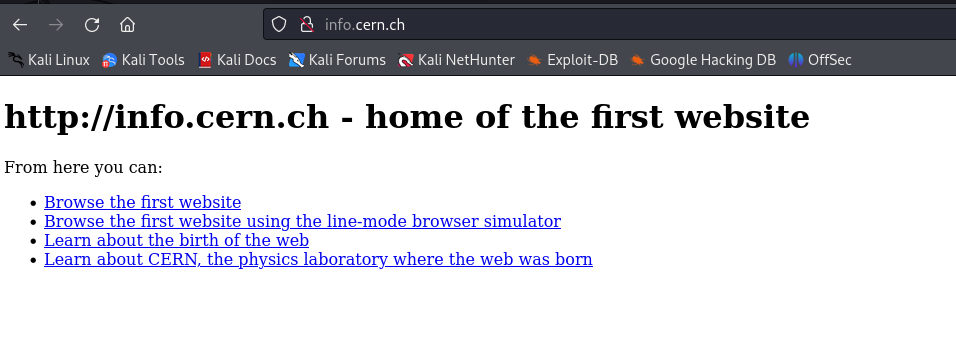 info.cern.ch
Kali Linux Kali Tools Kali Docs Kali Forums Kali NetHunter Exploit-DB Google Hacking DB OffSec
http://info.cern.ch - home of the first website
From here you can:
• Browse the first website
• Browse the first website using the line-mode browser simulator
• Learn about the birth of the web
• Learn about CERN, the physics laboratory where the web was born